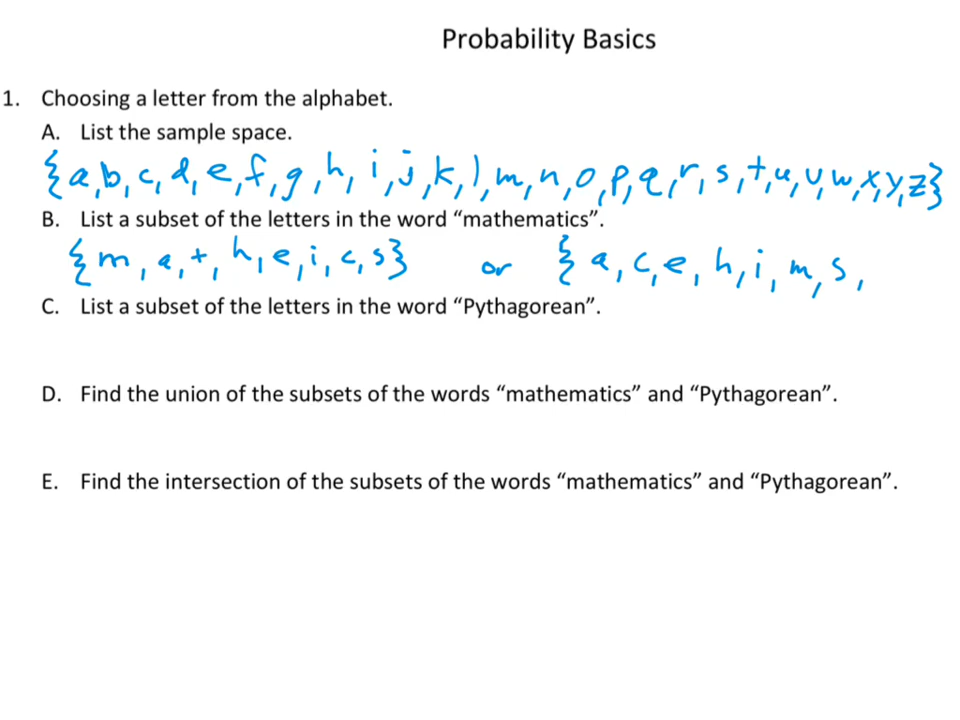 Probability Basics
1. Choosing a letter from the alphabet.
A. List the sample space.
{a,b,c,d,e,f,g,h,i,j,k,l,m,n,o,p,q,r,s,t,u,v,w,x,y,z}
B. List a subset of the letters in the word “mathematics”.
{m,a,t,h,e,i,c,s} or {a,c,e,h,i,m,s,
C. List a subset of the letters in the word “Pythagorean”.
D. Find the union of the subsets of the words “mathematics” and “Pythagorean”.
E. Find the intersection of the subsets of the words “mathematics” and “Pythagorean”.